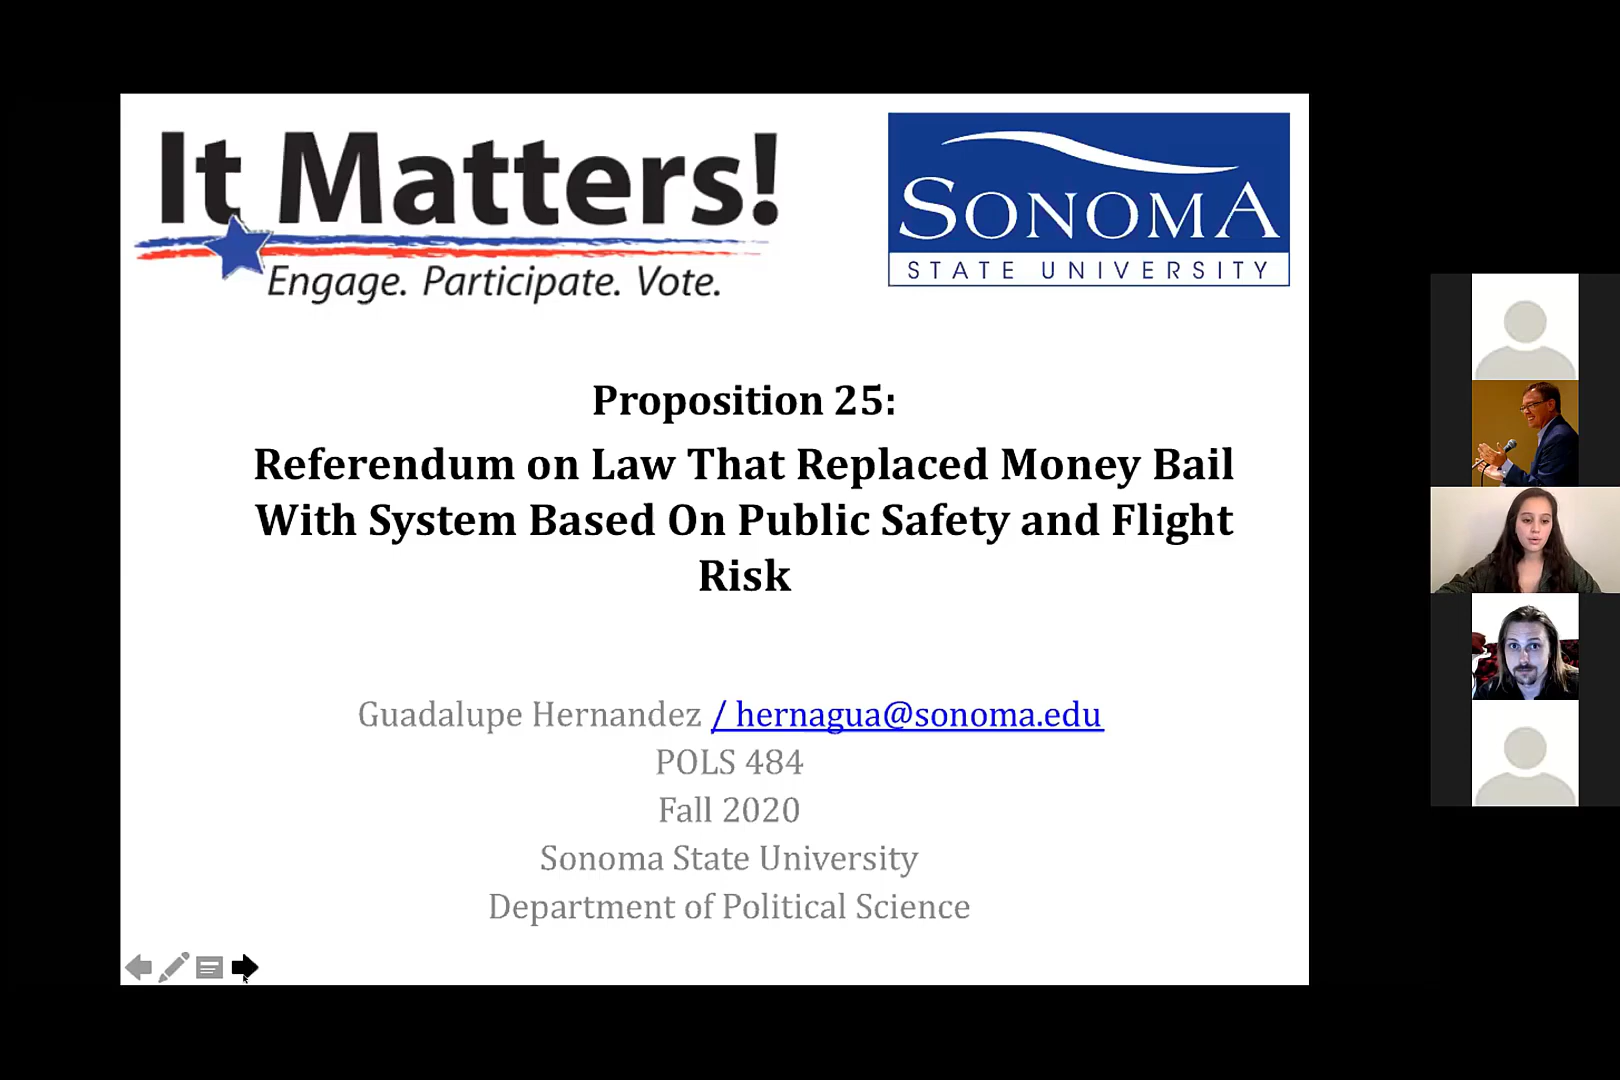 It Matters!
Engage. Participate. Vote.
SONOMA
STATE UNIVERSITY
Proposition 25:
Referendum on Law That Replaced Money Bail
With System Based On Public Safety and Flight
Risk
Guadalupe Hernandez / hernagua@sonoma.edu
POLS 484
Fall 2020
Sonoma State University
Department of Political Science